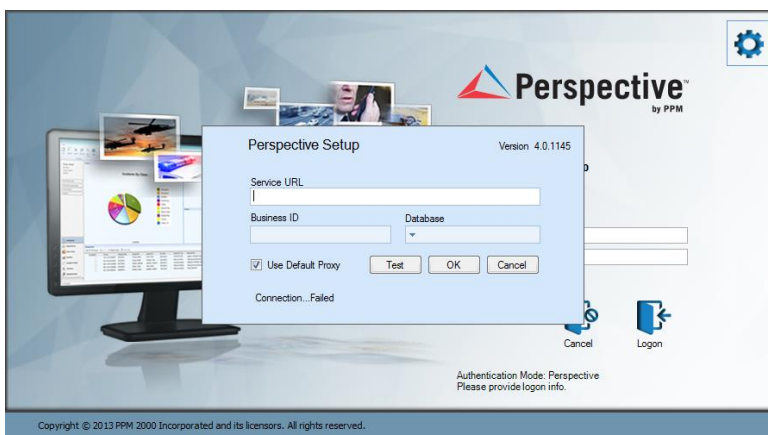 Perspective™
by PPM
Perspective Setup
Version 4.0.1145
Service URL
Business ID
Database
Use Default Proxy
Test
OK
Cancel
Connection...Failed
Cancel
Logon
Authentication Mode: Perspective
Please provide logon info.
Copyright © 2013 PPM 2000 Incorporated and its licensors. All rights reserved.